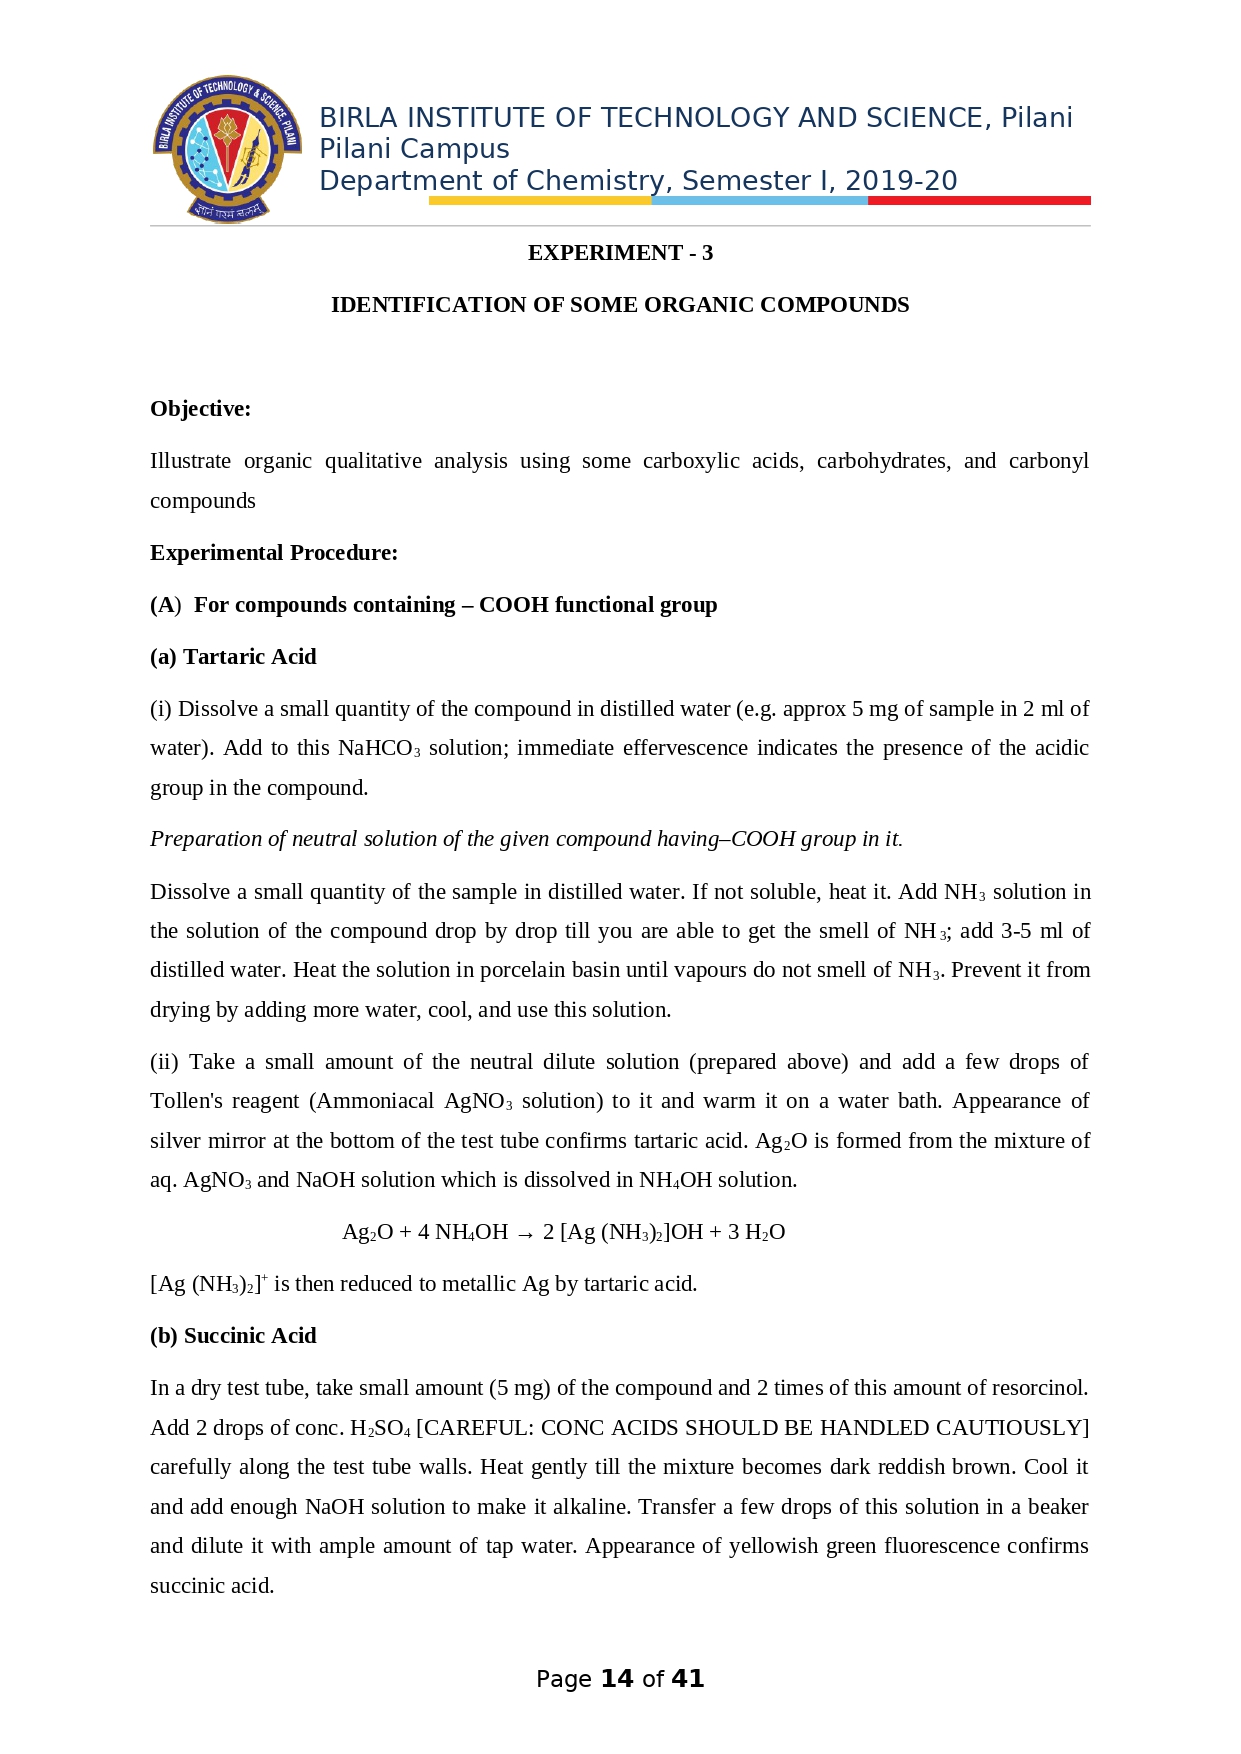 BIRLA INSTITUTE OF TECHNOLOGY & SCIENCE, PILANI
ज्ञानं परमं बलम्
BIRLA INSTITUTE OF TECHNOLOGY AND SCIENCE, Pilani
Pilani Campus
Department of Chemistry, Semester I, 2019-20
EXPERIMENT - 3
IDENTIFICATION OF SOME ORGANIC COMPOUNDS
Objective:
Illustrate organic qualitative analysis using some carboxylic acids, carbohydrates, and carbonyl
compounds
Experimental Procedure:
(A) For compounds containing – COOH functional group
(a) Tartaric Acid
(i) Dissolve a small quantity of the compound in distilled water (e.g. approx 5 mg of sample in 2 ml of
water). Add to this NaHCO₃ solution; immediate effervescence indicates the presence of the acidic
group in the compound.
Preparation of neutral solution of the given compound having–COOH group in it.
Dissolve a small quantity of the sample in distilled water. If not soluble, heat it. Add NH₃ solution in
the solution of the compound drop by drop till you are able to get the smell of NH₃; add 3-5 ml of
distilled water. Heat the solution in porcelain basin until vapours do not smell of NH₃. Prevent it from
drying by adding more water, cool, and use this solution.
(ii) Take a small amount of the neutral dilute solution (prepared above) and add a few drops of
Tollen's reagent (Ammoniacal AgNO₃ solution) to it and warm it on a water bath. Appearance of
silver mirror at the bottom of the test tube confirms tartaric acid. Ag₂O is formed from the mixture of
aq. AgNO₃ and NaOH solution which is dissolved in NH₄OH solution.
Ag₂O + 4 NH₄OH → 2 [Ag (NH₃)₂]OH + 3 H₂O
[Ag (NH₃)₂]⁺ is then reduced to metallic Ag by tartaric acid.
(b) Succinic Acid
In a dry test tube, take small amount (5 mg) of the compound and 2 times of this amount of resorcinol.
Add 2 drops of conc. H₂SO₄ [CAREFUL: CONC ACIDS SHOULD BE HANDLED CAUTIOUSLY]
carefully along the test tube walls. Heat gently till the mixture becomes dark reddish brown. Cool it
and add enough NaOH solution to make it alkaline. Transfer a few drops of this solution in a beaker
and dilute it with ample amount of tap water. Appearance of yellowish green fluorescence confirms
succinic acid.
Page 14 of 41